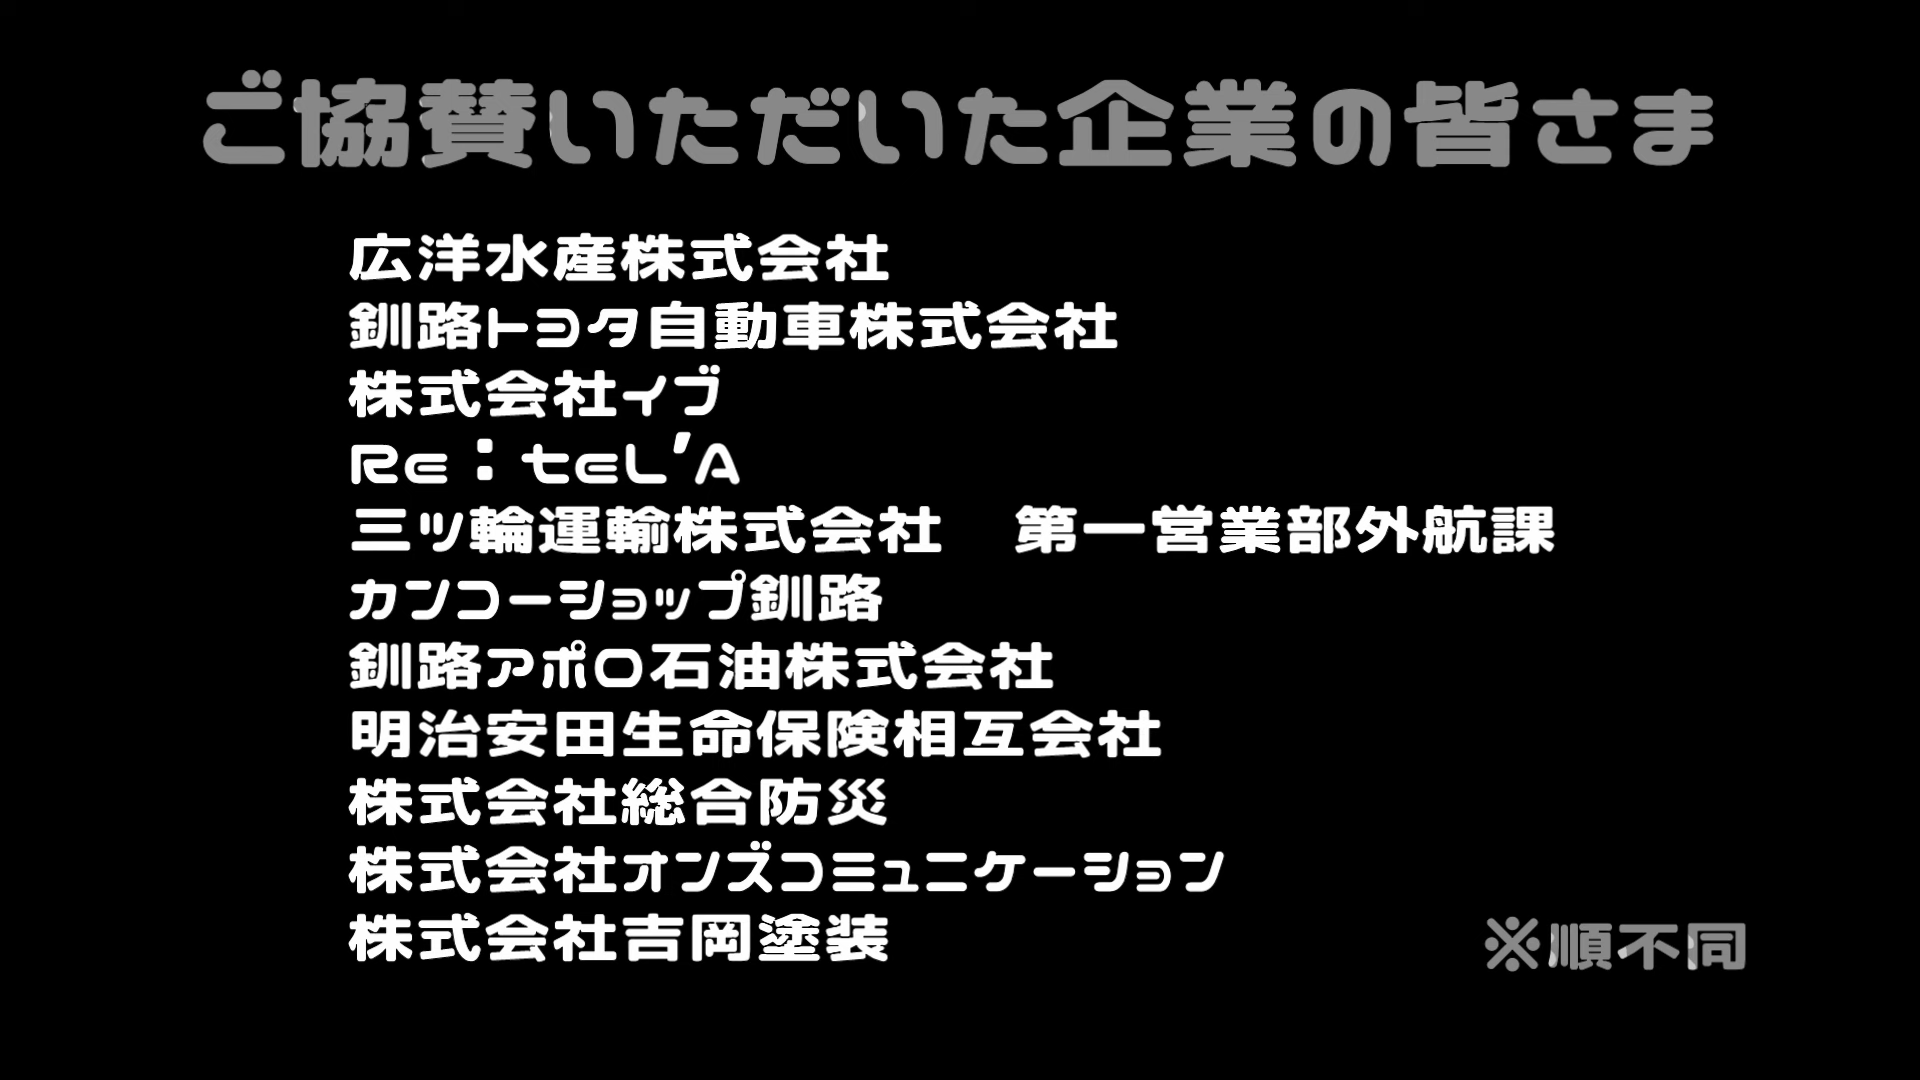 ご協賛いただいた企業の皆さま
広洋水産株式会社
釧路トヨタ自動車株式会社
株式会社イブ
Re：teL'A
三ツ輪運輸株式会社　第一営業部外航課
カンコーショップ釧路
釧路アポロ石油株式会社
明治安田生命保険相互会社
株式会社総合防災
株式会社オンズコミュニケーション
株式会社吉岡塗装
※順不同